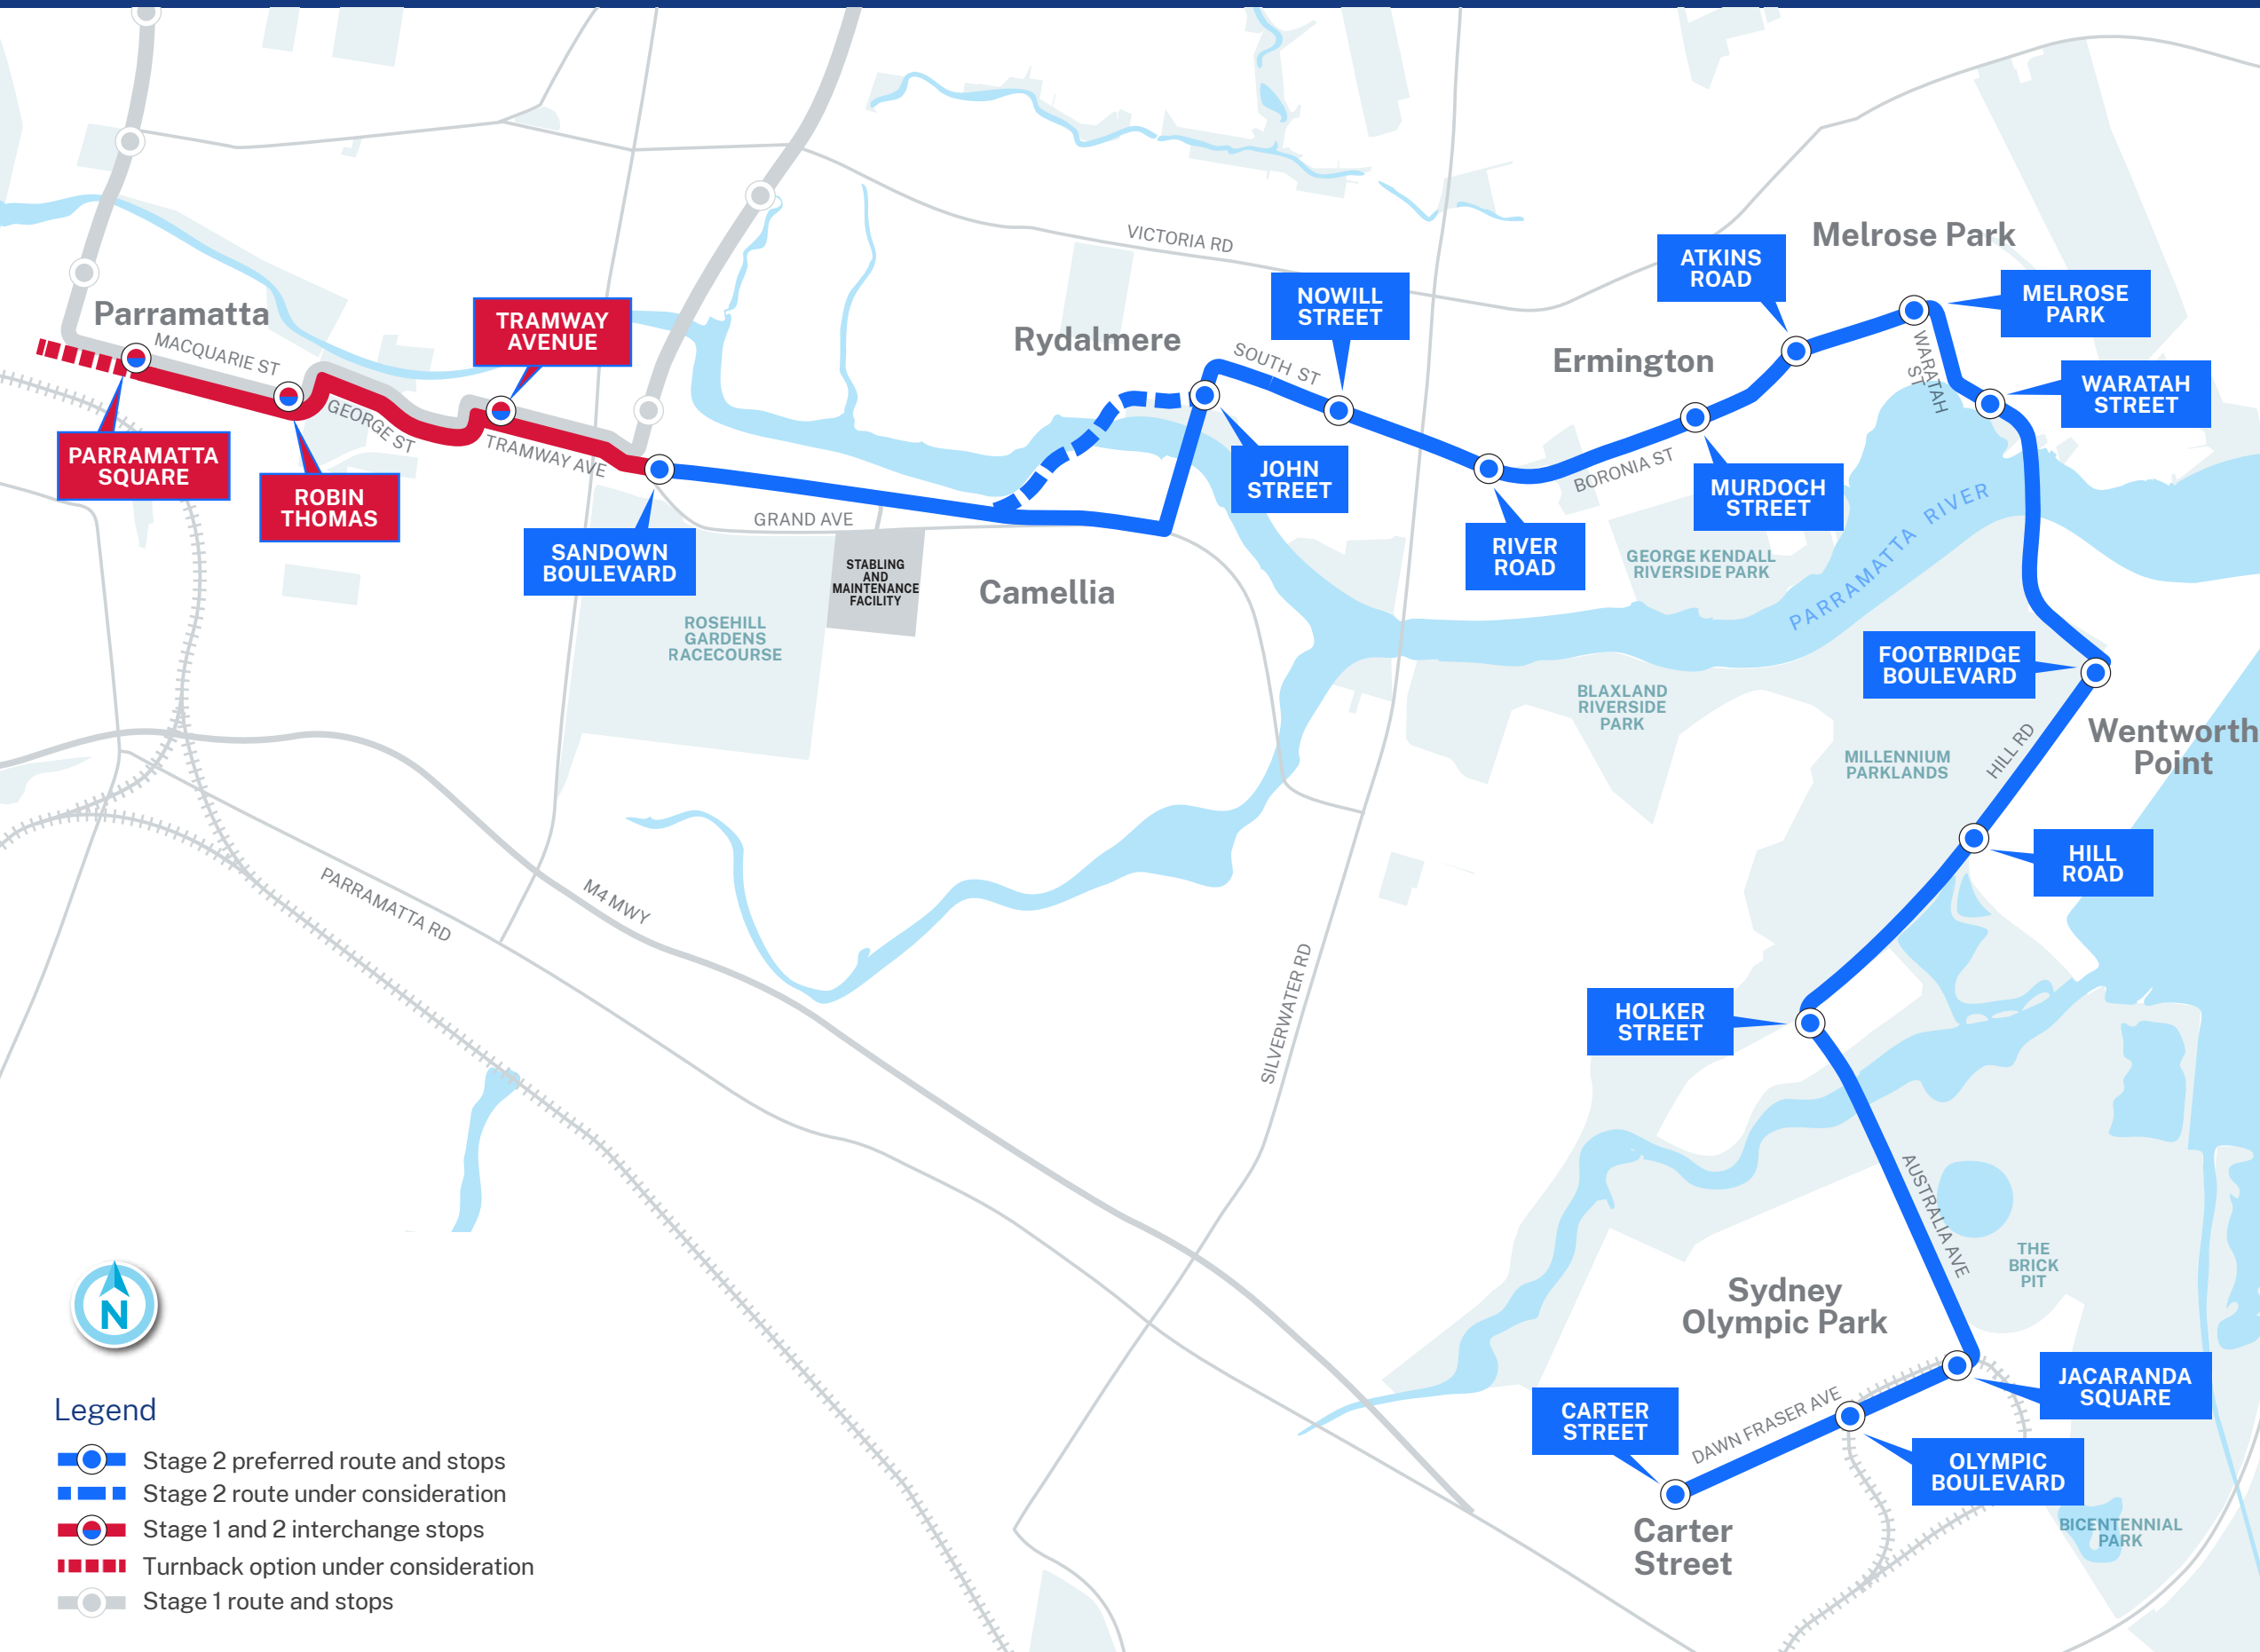 VICTORIA RD
Melrose Park
ATKINS
ROAD
MELROSE
PARK
NOWILL
STREET
Parramatta
TRAMWAY
AVENUE
MACQUARIE ST
Rydalmere
SOUTH ST
Ermington
WARATAH
ST
WARATAH
STREET
GEORGE ST
TRAMWAY AVE
PARRAMATTA
SQUARE
ROBIN
THOMAS
JOHN
STREET
BORONIA ST
MURDOCH
STREET
PARRAMATTA RIVER
GRAND AVE
SANDOWN
BOULEVARD
STABLING
AND
MAINTENANCE
FACILITY
Camellia
RIVER
ROAD
GEORGE KENDALL
RIVERSIDE PARK
ROSEHILL
GARDENS
RACECOURSE
FOOTBRIDGE
BOULEVARD
BLAXLAND
RIVERSIDE
PARK
Wentworth
Point
HILL RD
MILLENNIUM
PARKLANDS
HILL
ROAD
PARRAMATTA RD
M4 MWY
SILVERWATER RD
HOLKER
STREET
AUSTRALIA AVE
THE
BRICK
PIT
Sydney
Olympic Park
JACARANDA
SQUARE
CARTER
STREET
DAWN FRASER AVE
OLYMPIC
BOULEVARD
Carter
Street
BICENTENNIAL
PARK
N
Legend
Stage 2 preferred route and stops
Stage 2 route under consideration
Stage 1 and 2 interchange stops
Turnback option under consideration
Stage 1 route and stops